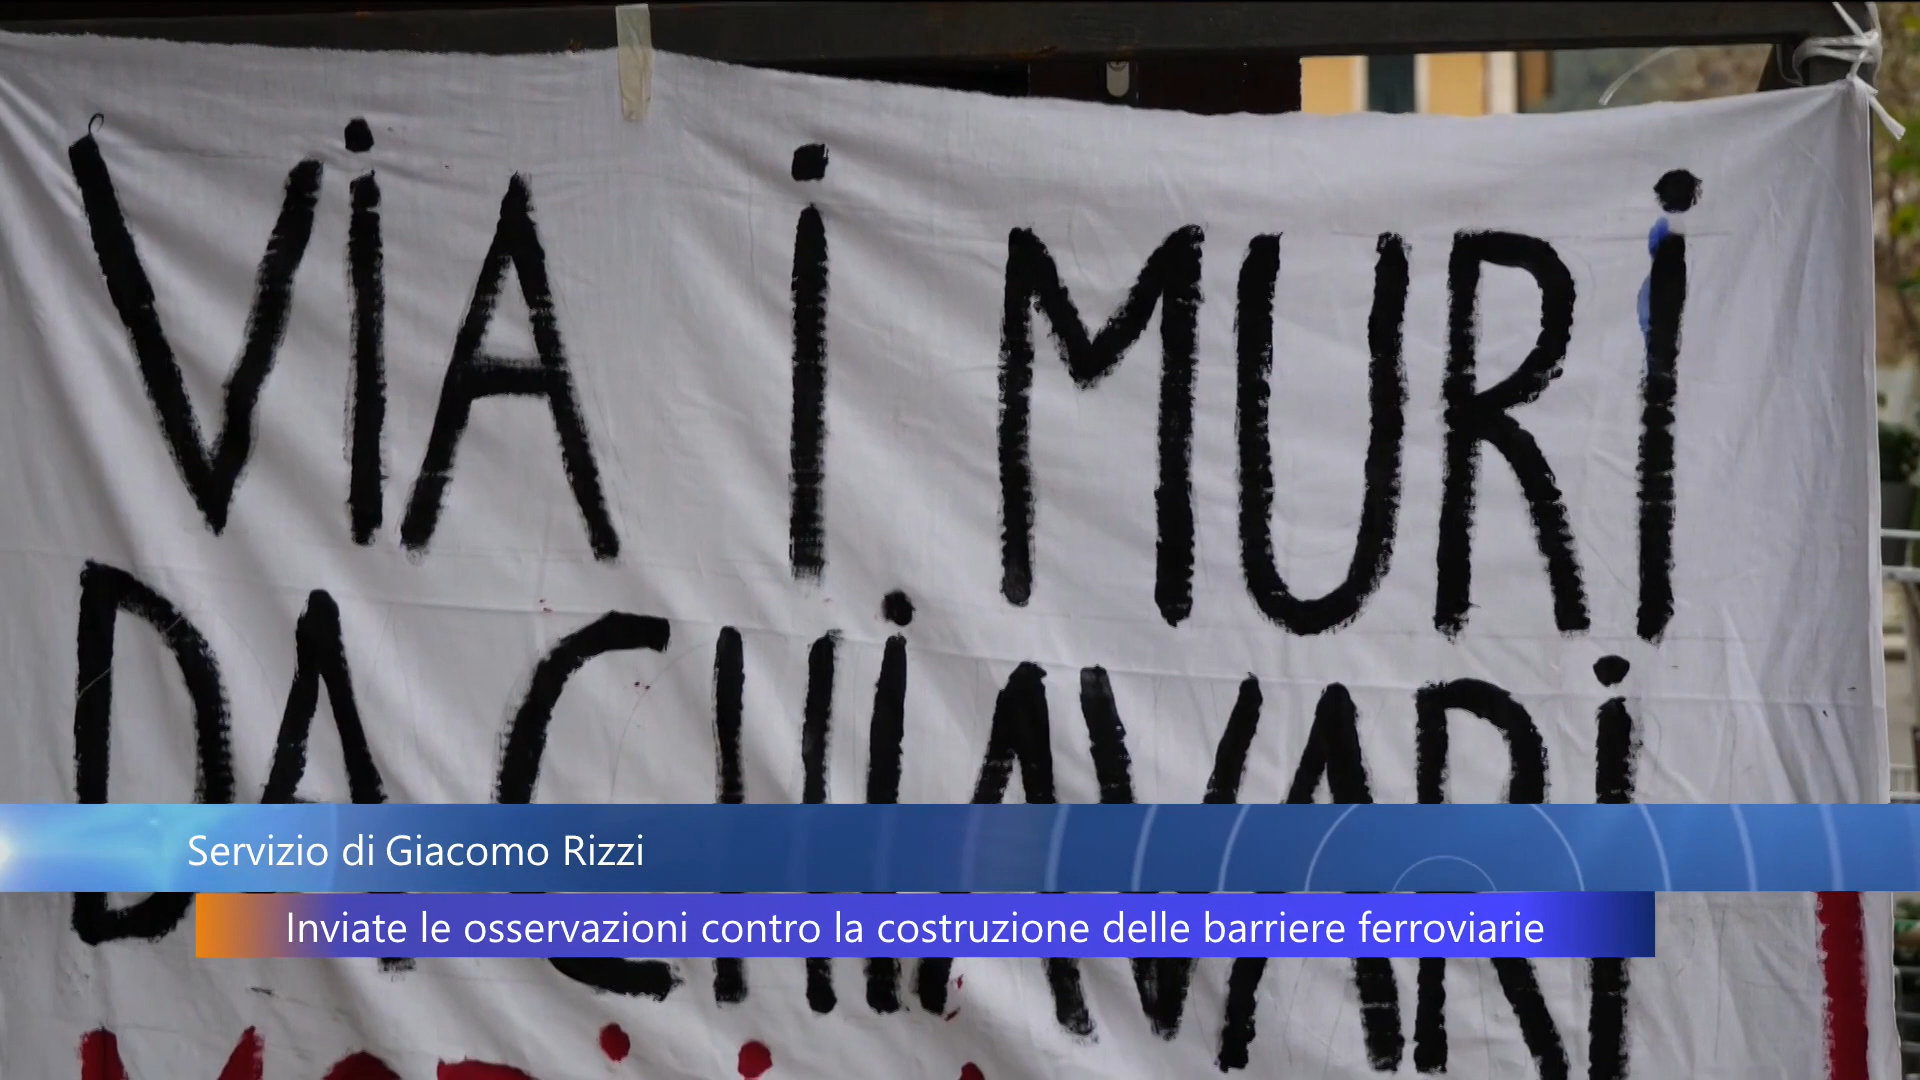 ViA i MURi
DA CHiAVARi
Servizio di Giacomo Rizzi
Inviate le osservazioni contro la costruzione delle barriere ferroviarie